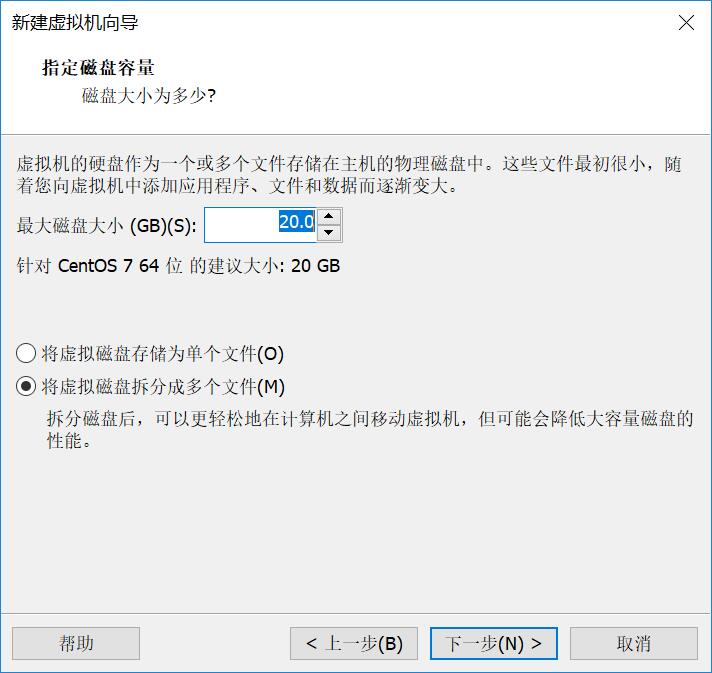 新建虚拟机向导
指定磁盘容量
磁盘大小为多少?
虚拟机的硬盘作为一个或多个文件存储在主机的物理磁盘中。这些文件最初很小，随
着您向虚拟机中添加应用程序、文件和数据而逐渐变大。
最大磁盘大小 (GB)(S): 20.0
针对 CentOS 7 64 位 的建议大小: 20 GB
将虚拟磁盘存储为单个文件(O)
将虚拟磁盘拆分成多个文件(M)
拆分磁盘后，可以更轻松地在计算机之间移动虚拟机，但可能会降低大容量磁盘的
性能。
帮助 < 上一步(B) 下一步(N) > 取消